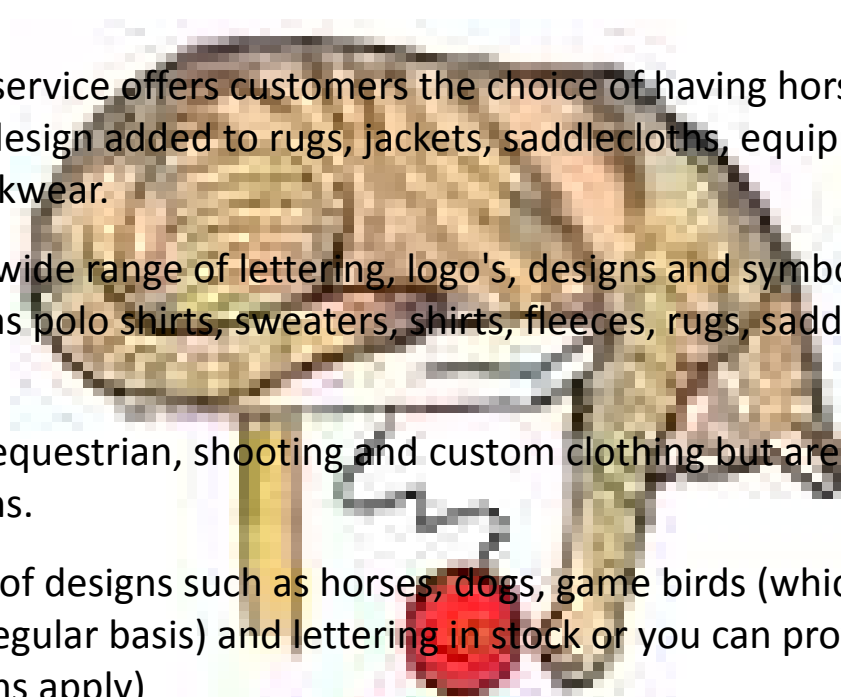 service offers customers the choice of having hors
design added to rugs, jackets, saddlecloths, equip
kwear.
wide range of lettering, logo's, designs and symbo
ns polo shirts, sweaters, shirts, fleeces, rugs, sadd
equestrian, shooting and custom clothing but are
ns.
of designs such as horses, dogs, game birds (whic
egular basis) and lettering in stock or you can pro
ns apply)